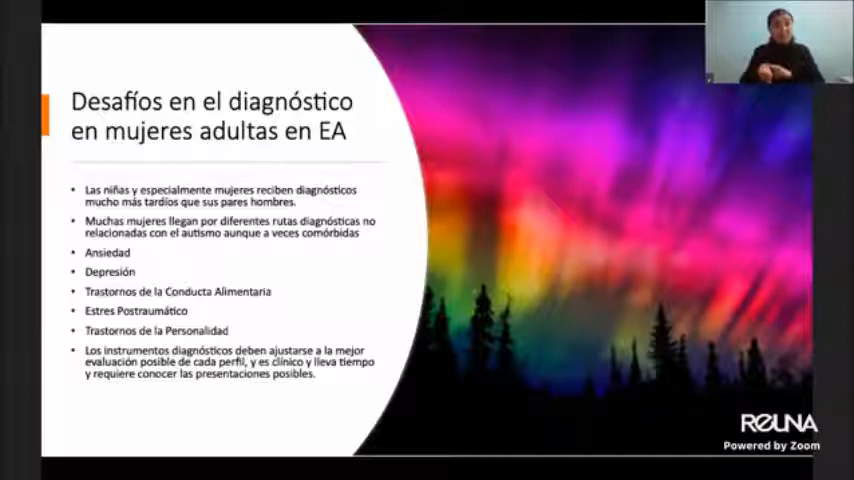 Desafíos en el diagnóstico
en mujeres adultas en EA
• Las niñas y especialmente mujeres reciben diagnósticos
mucho más tardíos que sus pares hombres.
• Muchas mujeres llegan por diferentes rutas diagnósticas no
relacionadas con el autismo aunque a veces comórbidas
• Ansiedad
• Depresión
• Trastornos de la Conducta Alimentaria
• Estres Postraumático
• Trastornos de la Personalidad
• Los instrumentos diagnósticos deben ajustarse a la mejor
evaluación posible de cada perfil, y es clínico y lleva tiempo
y requiere conocer las presentaciones posibles.
REUNA
Powered by Zoom